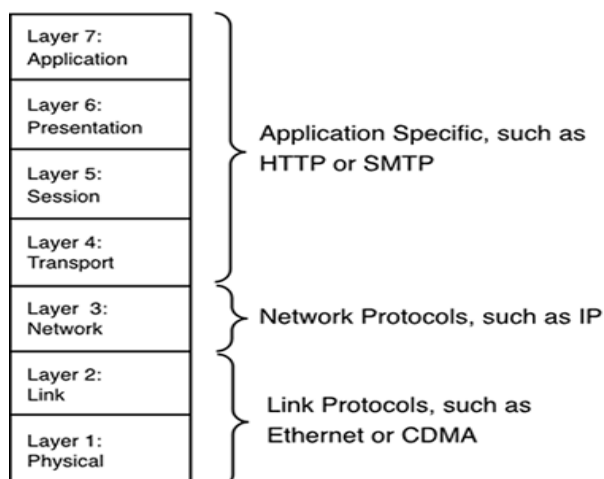 Layer 7:
Application
Layer 6:
Presentation
Layer 5:
Session
Layer 4:
Transport
Application Specific, such as
HTTP or SMTP
Layer 3:
Network
Network Protocols, such as IP
Layer 2:
Link
Layer 1:
Physical
Link Protocols, such as
Ethernet or CDMA